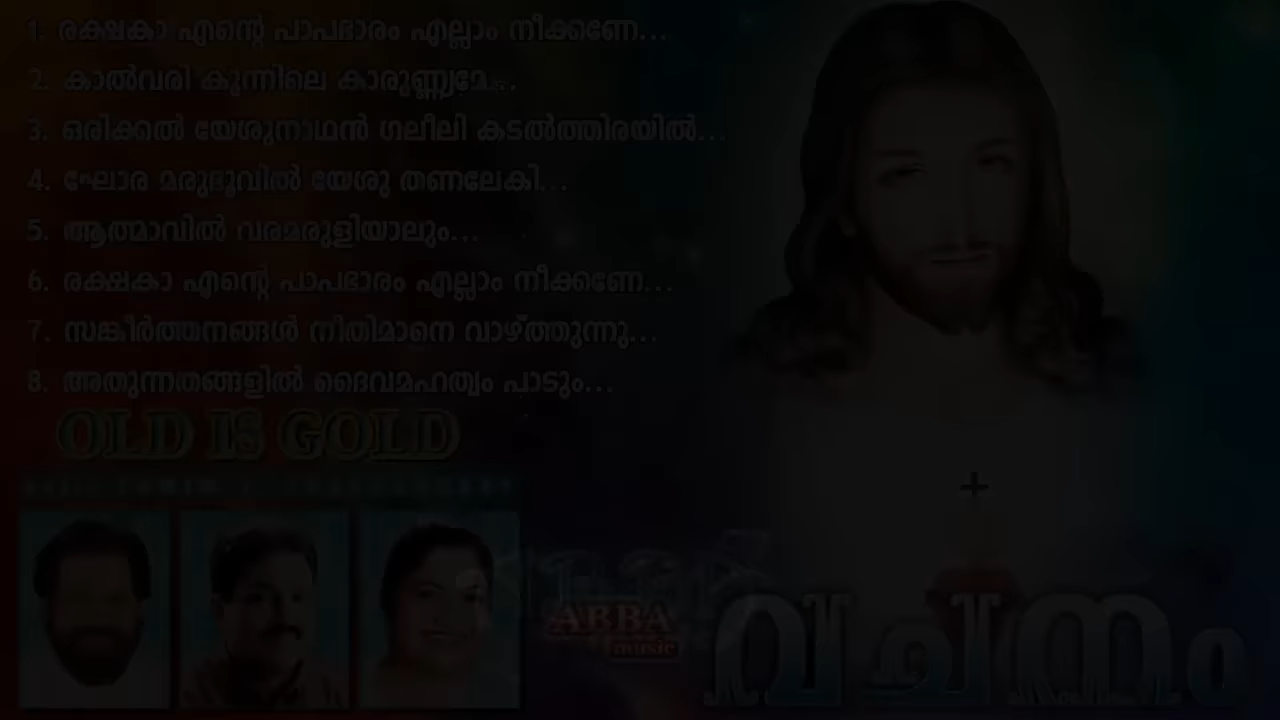 1. രക്ഷകാ എന്റെ പാപഭാരം എല്ലാം നീക്കണേ...
2. കാൽവരി കുന്നിലെ കാരുണ്ണ്യമേ...
3. ഒരിക്കൽ യേശുനാഥൻ ഗലീലി കടൽത്തിരയിൽ...
4. ഘോര മരുഭൂവിൽ യേശു തണലേകി...
5. ആത്മാവിൽ വരമരുളിയാലും...
6. രക്ഷകാ എന്റെ പാപഭാരം എല്ലാം നീക്കണേ...
7. സങ്കീർത്തനങ്ങൾ നീതിമാനെ വാഴ്ത്തുന്നു...
8. അത്യുന്നതങ്ങളിൽ ദൈവമഹത്വം പാടും...
OLD IS GOLD
ABBA
music
വചനം